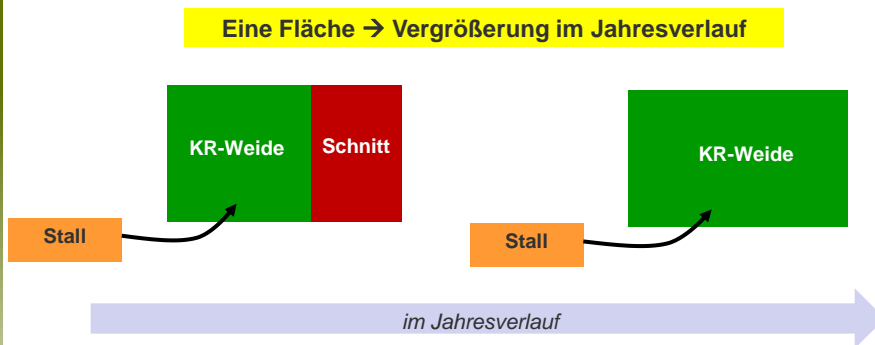 Eine Fläche → Vergrößerung im Jahresverlauf
KR-Weide
Schnitt
KR-Weide
Stall
Stall
im Jahresverlauf